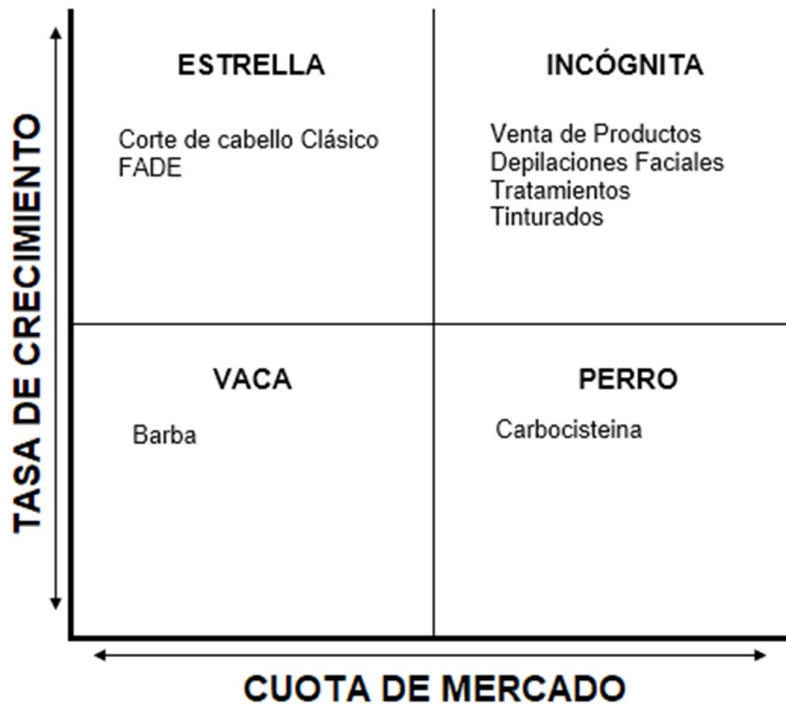 TASA DE CRECIMIENTO
ESTRELLA
Corte de cabello Clásico
FADE
INCÓGNITA
Venta de Productos
Depilaciones Faciales
Tratamientos
Tinturados
VACA
Barba
PERRO
Carbocisteina
CUOTA DE MERCADO